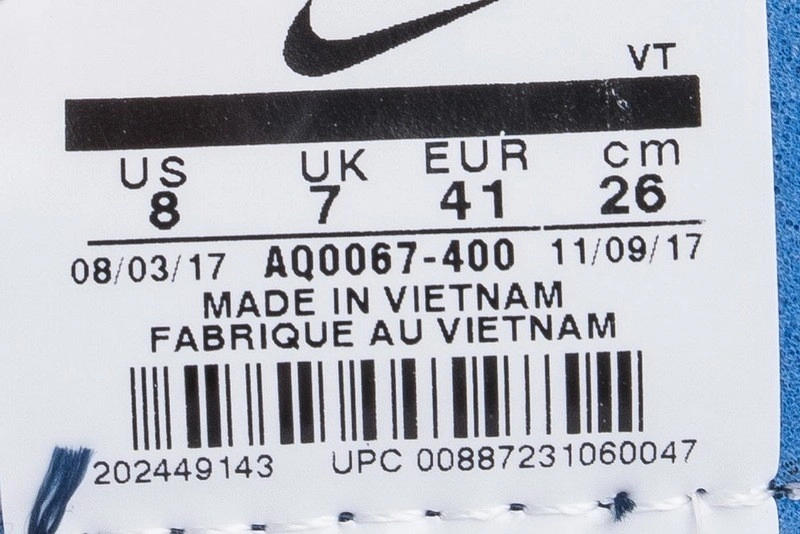 VT
US UK EUR cm
8 7 41 26
08/03/17 AQ0067-400 11/09/17
MADE IN VIETNAM
FABRIQUE AU VIETNAM
202449143 UPC 00887231060047